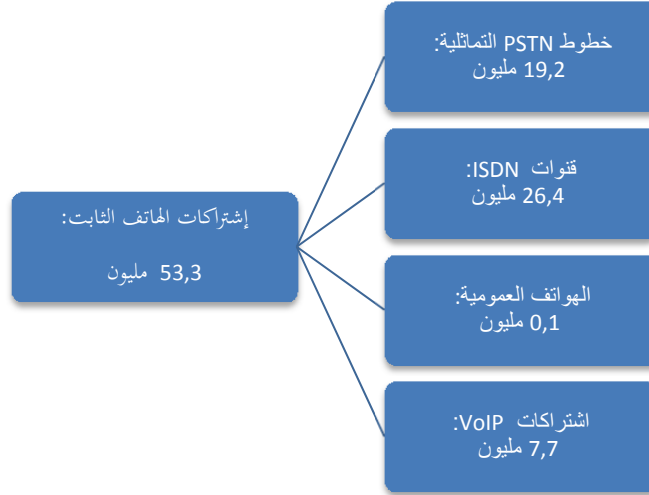 خطوط PSTN التماثلية:
19,2 مليون
قنوات ISDN:
26,4 مليون
إشتراكات الهاتف الثابت:
53,3 مليون
الهواتف العمومية:
0,1 مليون
اشتراكات VoIP:
7,7 مليون